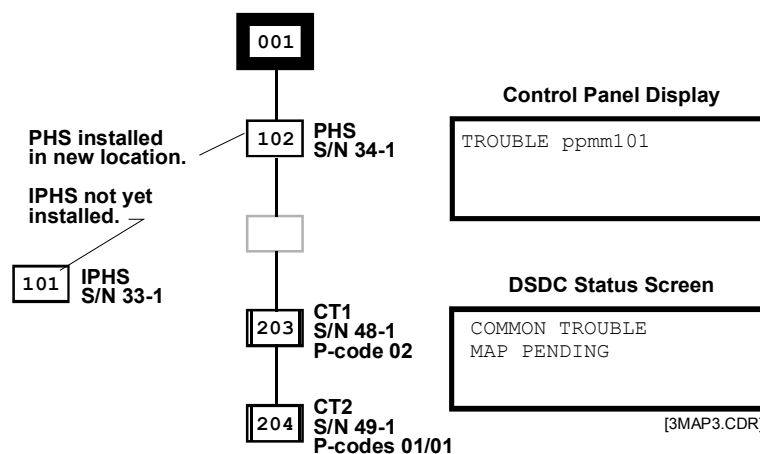 001
Control Panel Display
PHS installed
in new location.
102
PHS
S/N 34-1
TROUBLE ppmm101
IPHS not yet
installed.
101
IPHS
S/N 33-1
DSDC Status Screen
203
CT1
S/N 48-1
P-code 02
COMMON TROUBLE
MAP PENDING
204
CT2
S/N 49-1
P-codes 01/01
[3MAP3.CDR]